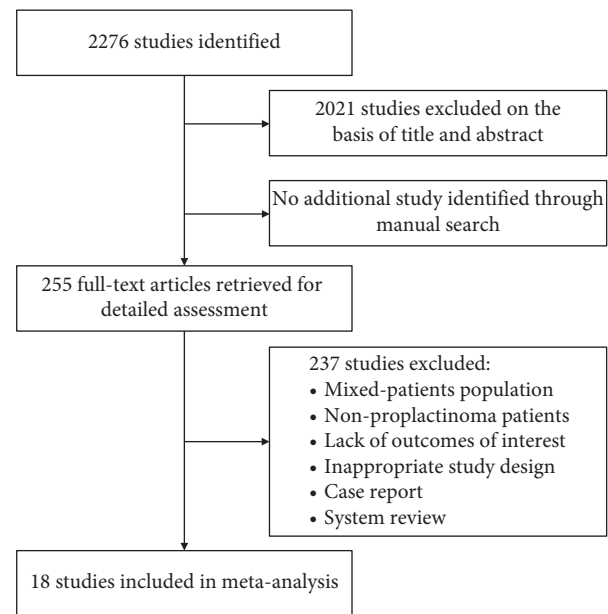 2276 studies identified
2021 studies excluded on the
basis of title and abstract
No additional study identified through
manual search
255 full-text articles retrieved for
detailed assessment
237 studies excluded:
• Mixed-patients population
• Non-proplactinoma patients
• Lack of outcomes of interest
• Inappropriate study design
• Case report
• System review
18 studies included in meta-analysis